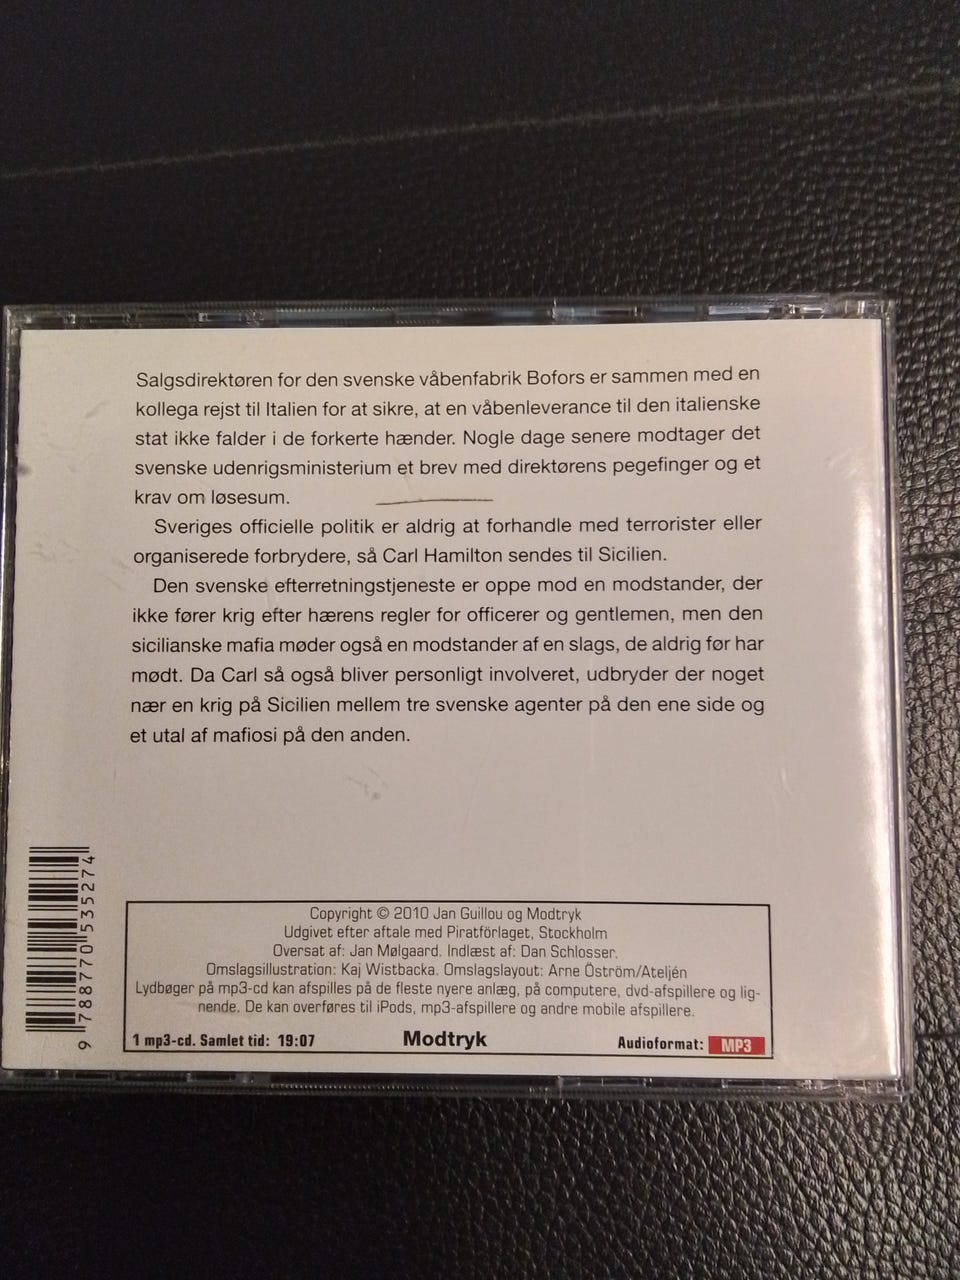 Salgsdirektøren for den svenske våbenfabrik Bofors er sammen med en
kollega rejst til Italien for at sikre, at en våbenleverance til den italienske
stat ikke falder i de forkerte hænder. Nogle dage senere modtager det
svenske udenrigsministerium et brev med direktørens pegefinger og et
krav om løsesum.
Sveriges officielle politik er aldrig at forhandle med terrorister eller
organiserede forbrydere, så Carl Hamilton sendes til Sicilien.
Den svenske efterretningstjeneste er oppe mod en modstander, der
ikke fører krig efter hærens regler for officerer og gentlemen, men den
sicilianske mafia møder også en modstander af en slags, de aldrig før har
mødt. Da Carl så også bliver personligt involveret, udbryder der noget
nær en krig på Sicilien mellem tre svenske agenter på den ene side og
et utal af mafiosi på den anden.
9 788770 535274
Copyright © 2010 Jan Guillou og Modtryk
Udgivet efter aftale med Piratförlaget, Stockholm
Oversat af: Jan Mølgaard. Indlæst af: Dan Schlosser.
Omslagsillustration: Kaj Wistbacka. Omslagslayout: Arne Öström/Ateljén
Lydbøger på mp3-cd kan afspilles på de fleste nyere anlæg, på computere, dvd-afspillere og lig-
nende. De kan overføres til iPods, mp3-afspillere og andre mobile afspillere.
1 mp3-cd. Samlet tid: 19:07 Modtryk Audioformat: MP3